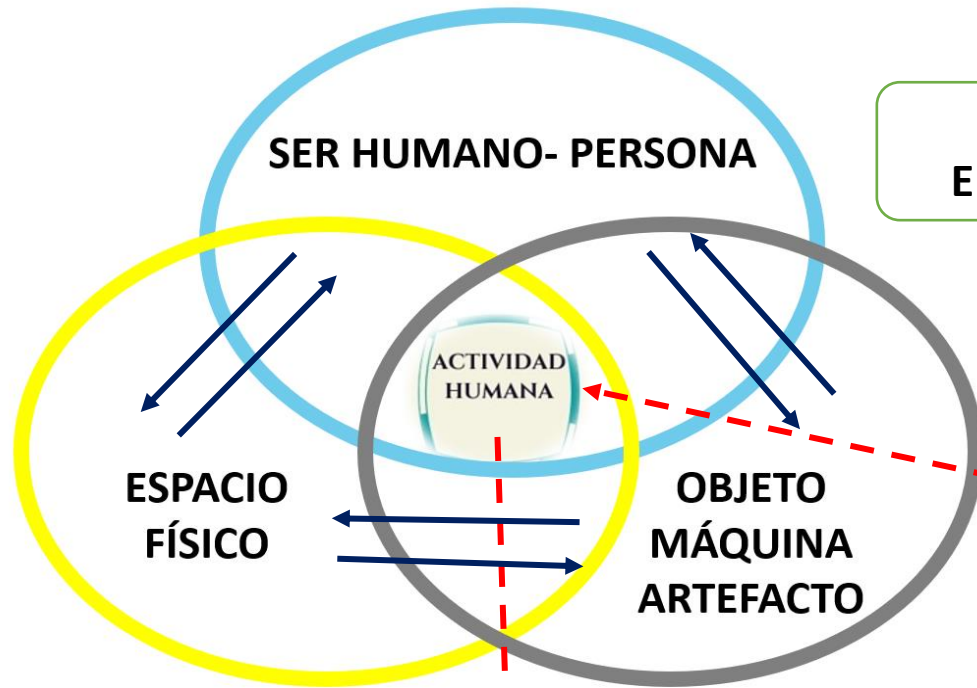 SER HUMANO- PERSONA
E
ACTIVIDAD
HUMANA
ESPACIO
FÍSICO
OBJETO
MÁQUINA
ARTEFACTO